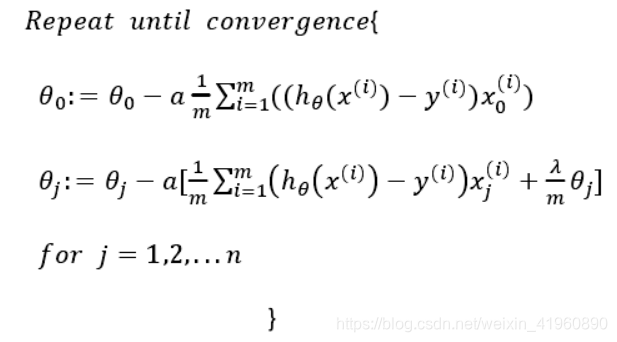 Repeat until convergence{
θ₀:= θ₀ − a 1/m ∑ᵢ₌₁ᵐ((h_θ(x⁽ⁱ⁾) − y⁽ⁱ⁾)x₀⁽ⁱ⁾)
θⱼ:= θⱼ − a[1/m ∑ᵢ₌₁ᵐ(h_θ(x⁽ⁱ⁾) − y⁽ⁱ⁾)xⱼ⁽ⁱ⁾ + λ/m θⱼ]
for j = 1,2,...n
}
https://blog.csdn.net/weixin_41960890